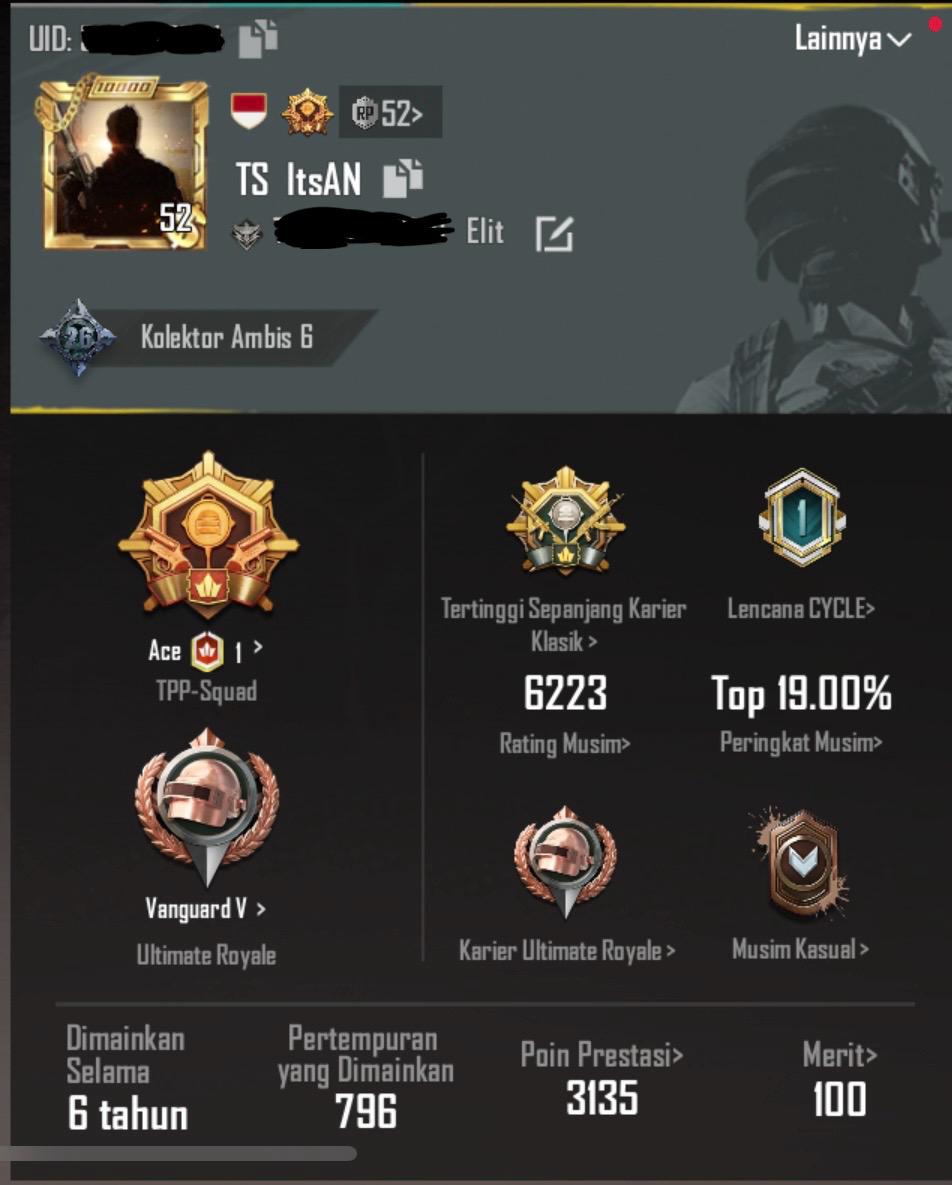 UID:
Lainnya
10000
RP 52>
TS ItsAN
52
Elit
26
Kolektor Ambis 6
1
Tertinggi Sepanjang Karier
Klasik >
Lencana CYCLE>
Ace 1 >
TPP-Squad
6223
Top 19.00%
Rating Musim>
Peringkat Musim>
Vanguard V >
Ultimate Royale
Karier Ultimate Royale >
Musim Kasual >
Dimainkan
Selama
6 tahun
Pertempuran
yang Dimainkan
796
Poin Prestasi>
3135
Merit>
100